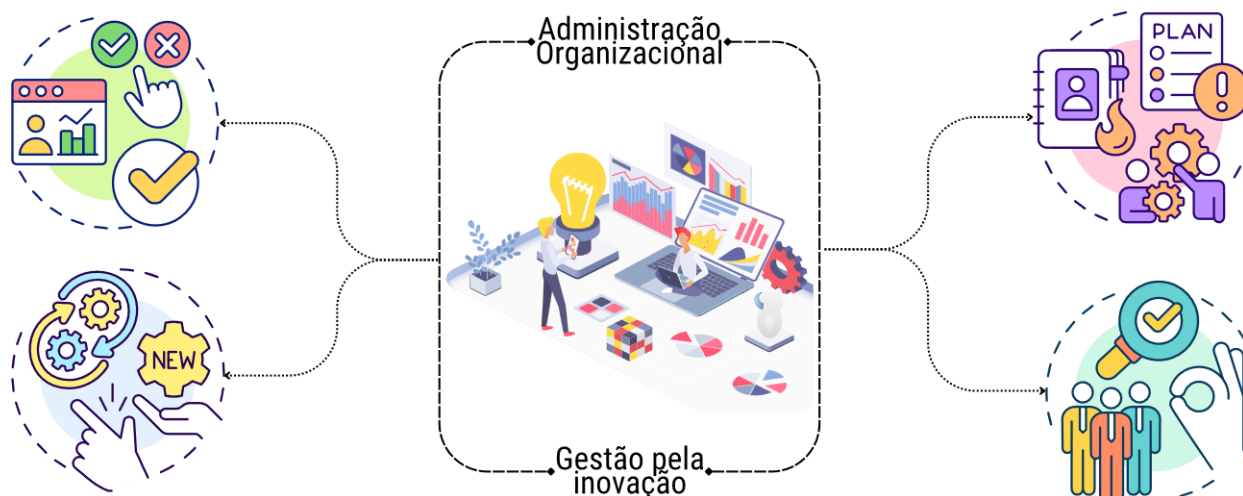 Administração
Organizacional
PLAN
NEW
Gestão pela
inovação